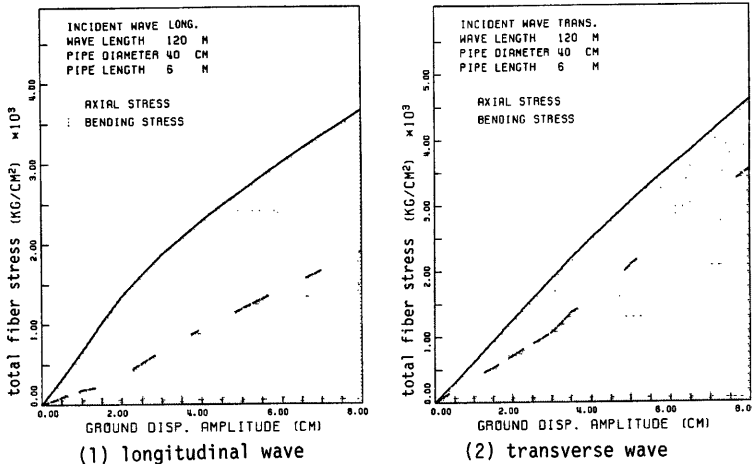 INCIDENT WAVE LONG.
WAVE LENGTH 120 M
PIPE DIAMETER 40 CM
PIPE LENGTH 6 M
AXIAL STRESS
BENDING STRESS
total fiber stress (KG/CM²) *10³
0.00 1.00 2.00 3.00 4.00
0.00 2.00 4.00 6.00 8.00
GROUND DISP. AMPLITUDE (CM)
(1) longitudinal wave
INCIDENT WAVE TRANS.
WAVE LENGTH 120 M
PIPE DIAMETER 40 CM
PIPE LENGTH 6 M
AXIAL STRESS
BENDING STRESS
total fiber stress (KG/CM²) *10³
0.00 1.00 2.00 3.00 4.00 5.00
0.00 2.00 4.00 6.00 8.0
GROUND DISP. AMPLITUDE (CM)
(2) transverse wave